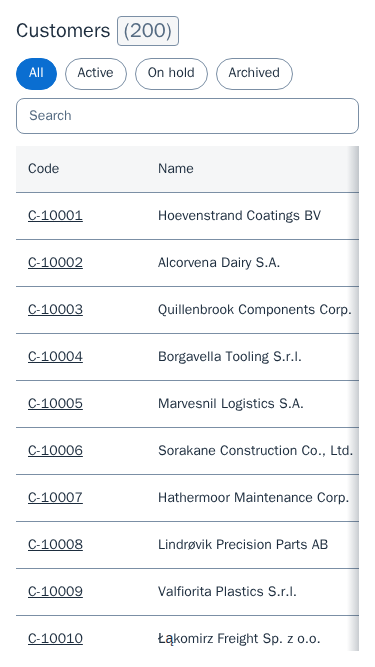 Customers (200)
All Active On hold Archived
Search
Code Name
C-10001 Hoevenstrand Coatings BV
C-10002 Alcorvena Dairy S.A.
C-10003 Quillenbrook Components Corp.
C-10004 Borgavella Tooling S.r.l.
C-10005 Marvesnil Logistics S.A.
C-10006 Sorakane Construction Co., Ltd.
C-10007 Hathermoor Maintenance Corp.
C-10008 Lindrøvik Precision Parts AB
C-10009 Valfiorita Plastics S.r.l.
C-10010 Łąkomirz Freight Sp. z o.o.